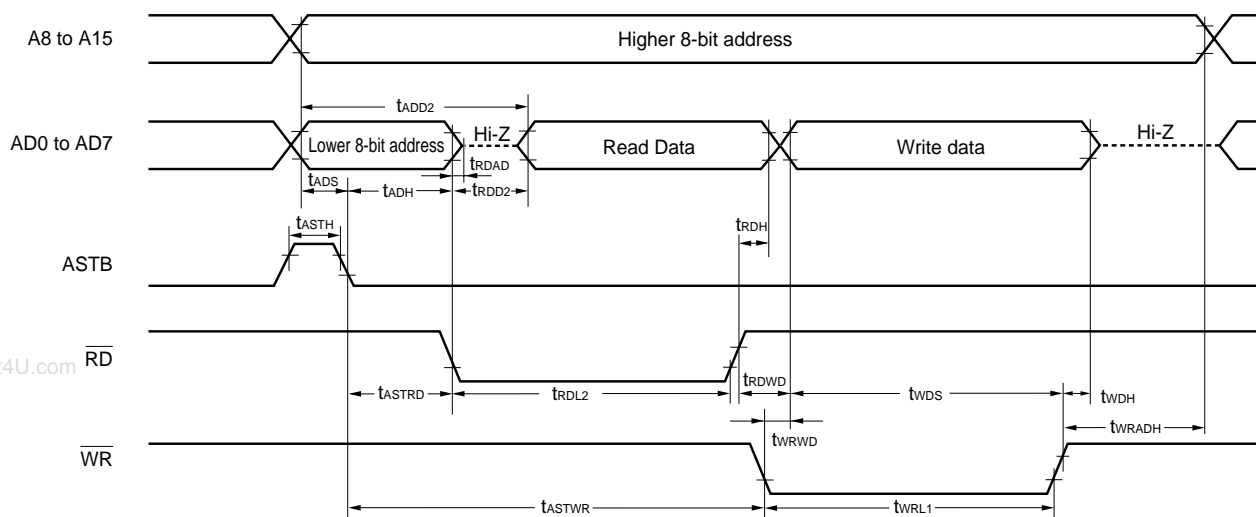 A8 to A15
Higher 8-bit address
tADD2
AD0 to AD7
Lower 8-bit address
Hi-Z
Read Data
Write data
Hi-Z
tRDAD
tADS
tADH
tRDD2
tASTH
tRDH
ASTB
RD
t4U.com
tASTRD
tRDL2
tRDWD
tWDS
tWDH
tWRWD
tWRADH
WR
tASTWR
tWRL1